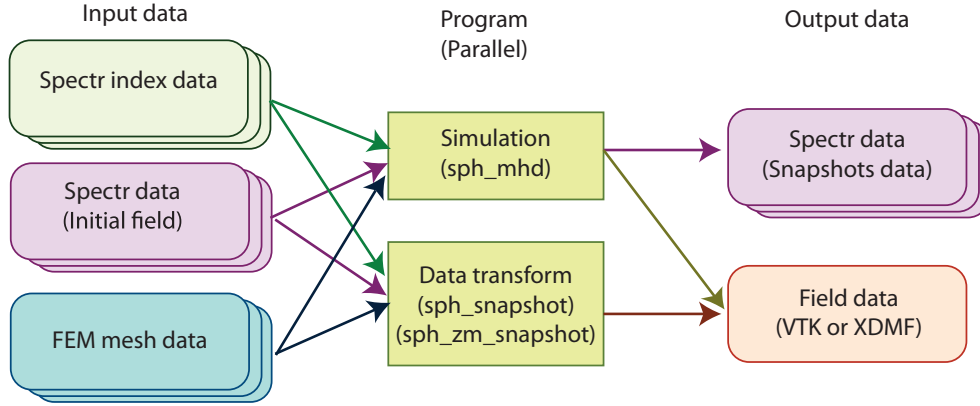 Input data
Program
(Parallel)
Output data
Spectr index data
Spectr data
(Initial field)
FEM mesh data
Simulation
(sph_mhd)
Data transform
(sph_snapshot)
(sph_zm_snapshot)
Spectr data
(Snapshots data)
Field data
(VTK or XDMF)